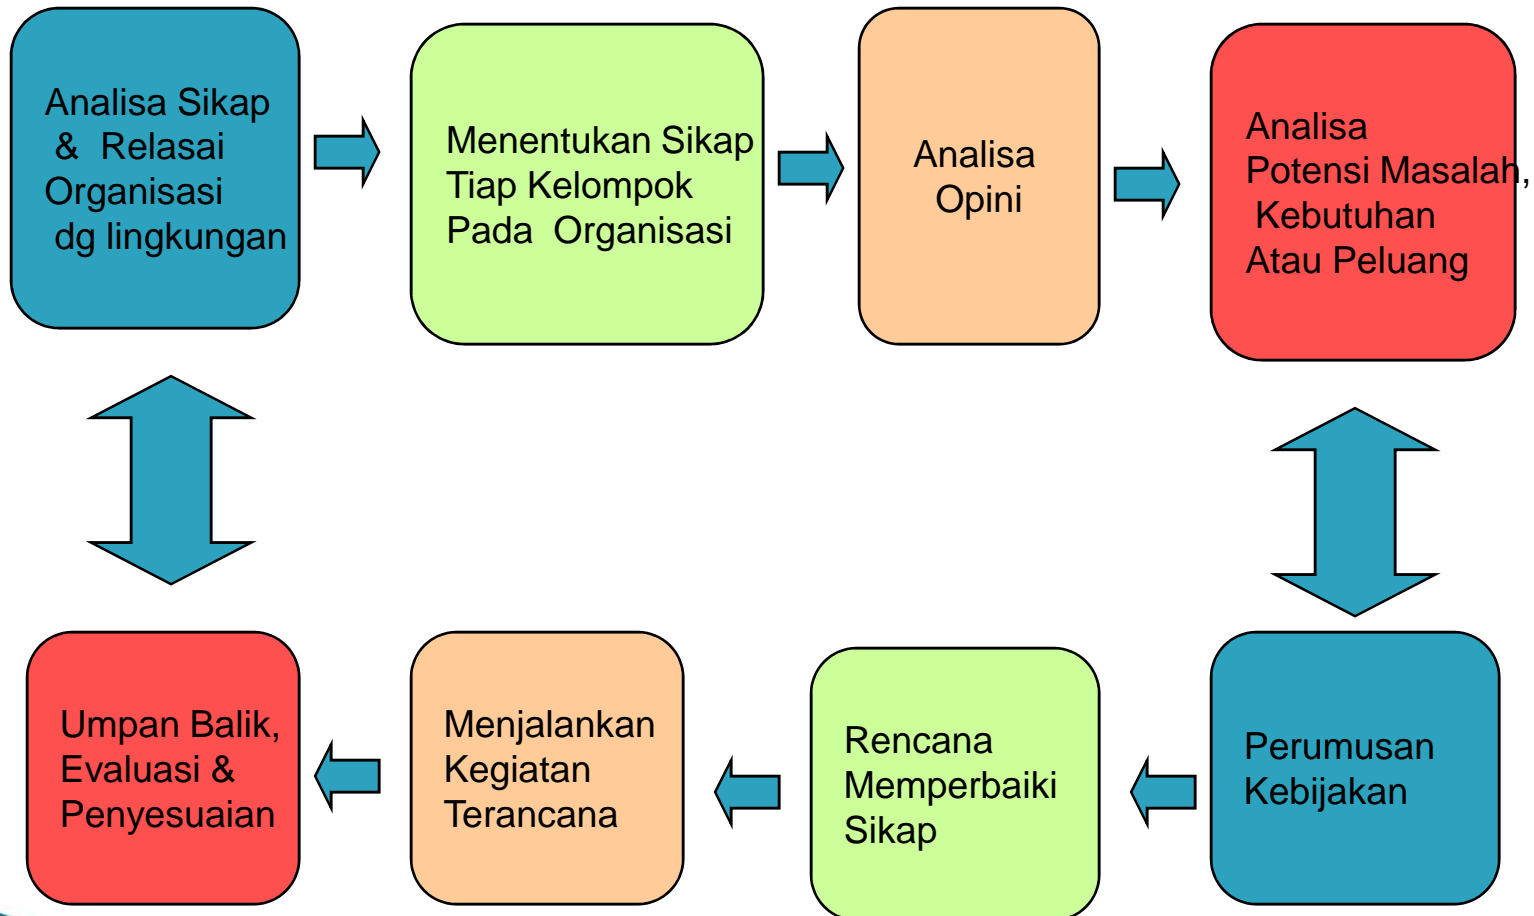 Analisa Sikap
& Relasai
Organisasi
dg lingkungan
Menentukan Sikap
Tiap Kelompok
Pada Organisasi
Analisa
Opini
Analisa
Potensi Masalah,
Kebutuhan
Atau Peluang
Umpan Balik,
Evaluasi &
Penyesuaian
Menjalankan
Kegiatan
Terancana
Rencana
Memperbaiki
Sikap
Perumusan
Kebijakan